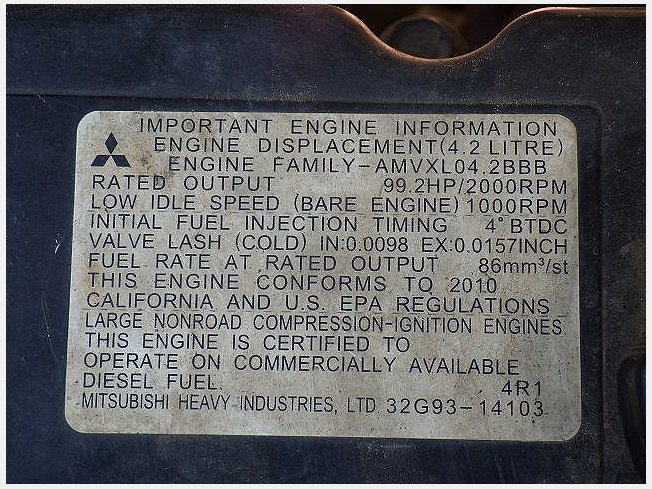 IMPORTANT ENGINE INFORMATION
ENGINE DISPLACEMENT(4.2 LITRE)
ENGINE FAMILY-AMVXL04.2BBB
RATED OUTPUT 99.2HP/2000RPM
LOW IDLE SPEED (BARE ENGINE) 1000RPM
INITIAL FUEL INJECTION TIMING 4°BTDC
VALVE LASH (COLD) IN:0.0098 EX:0.0157INCH
FUEL RATE AT RATED OUTPUT 86mm³/st
THIS ENGINE CONFORMS TO 2010
CALIFORNIA AND U.S. EPA REGULATIONS
LARGE NONROAD COMPRESSION-IGNITION ENGINES
THIS ENGINE IS CERTIFIED TO
OPERATE ON COMMERCIALLY AVAILABLE
DIESEL FUEL. 4R1
MITSUBISHI HEAVY INDUSTRIES, LTD 32G93-14103